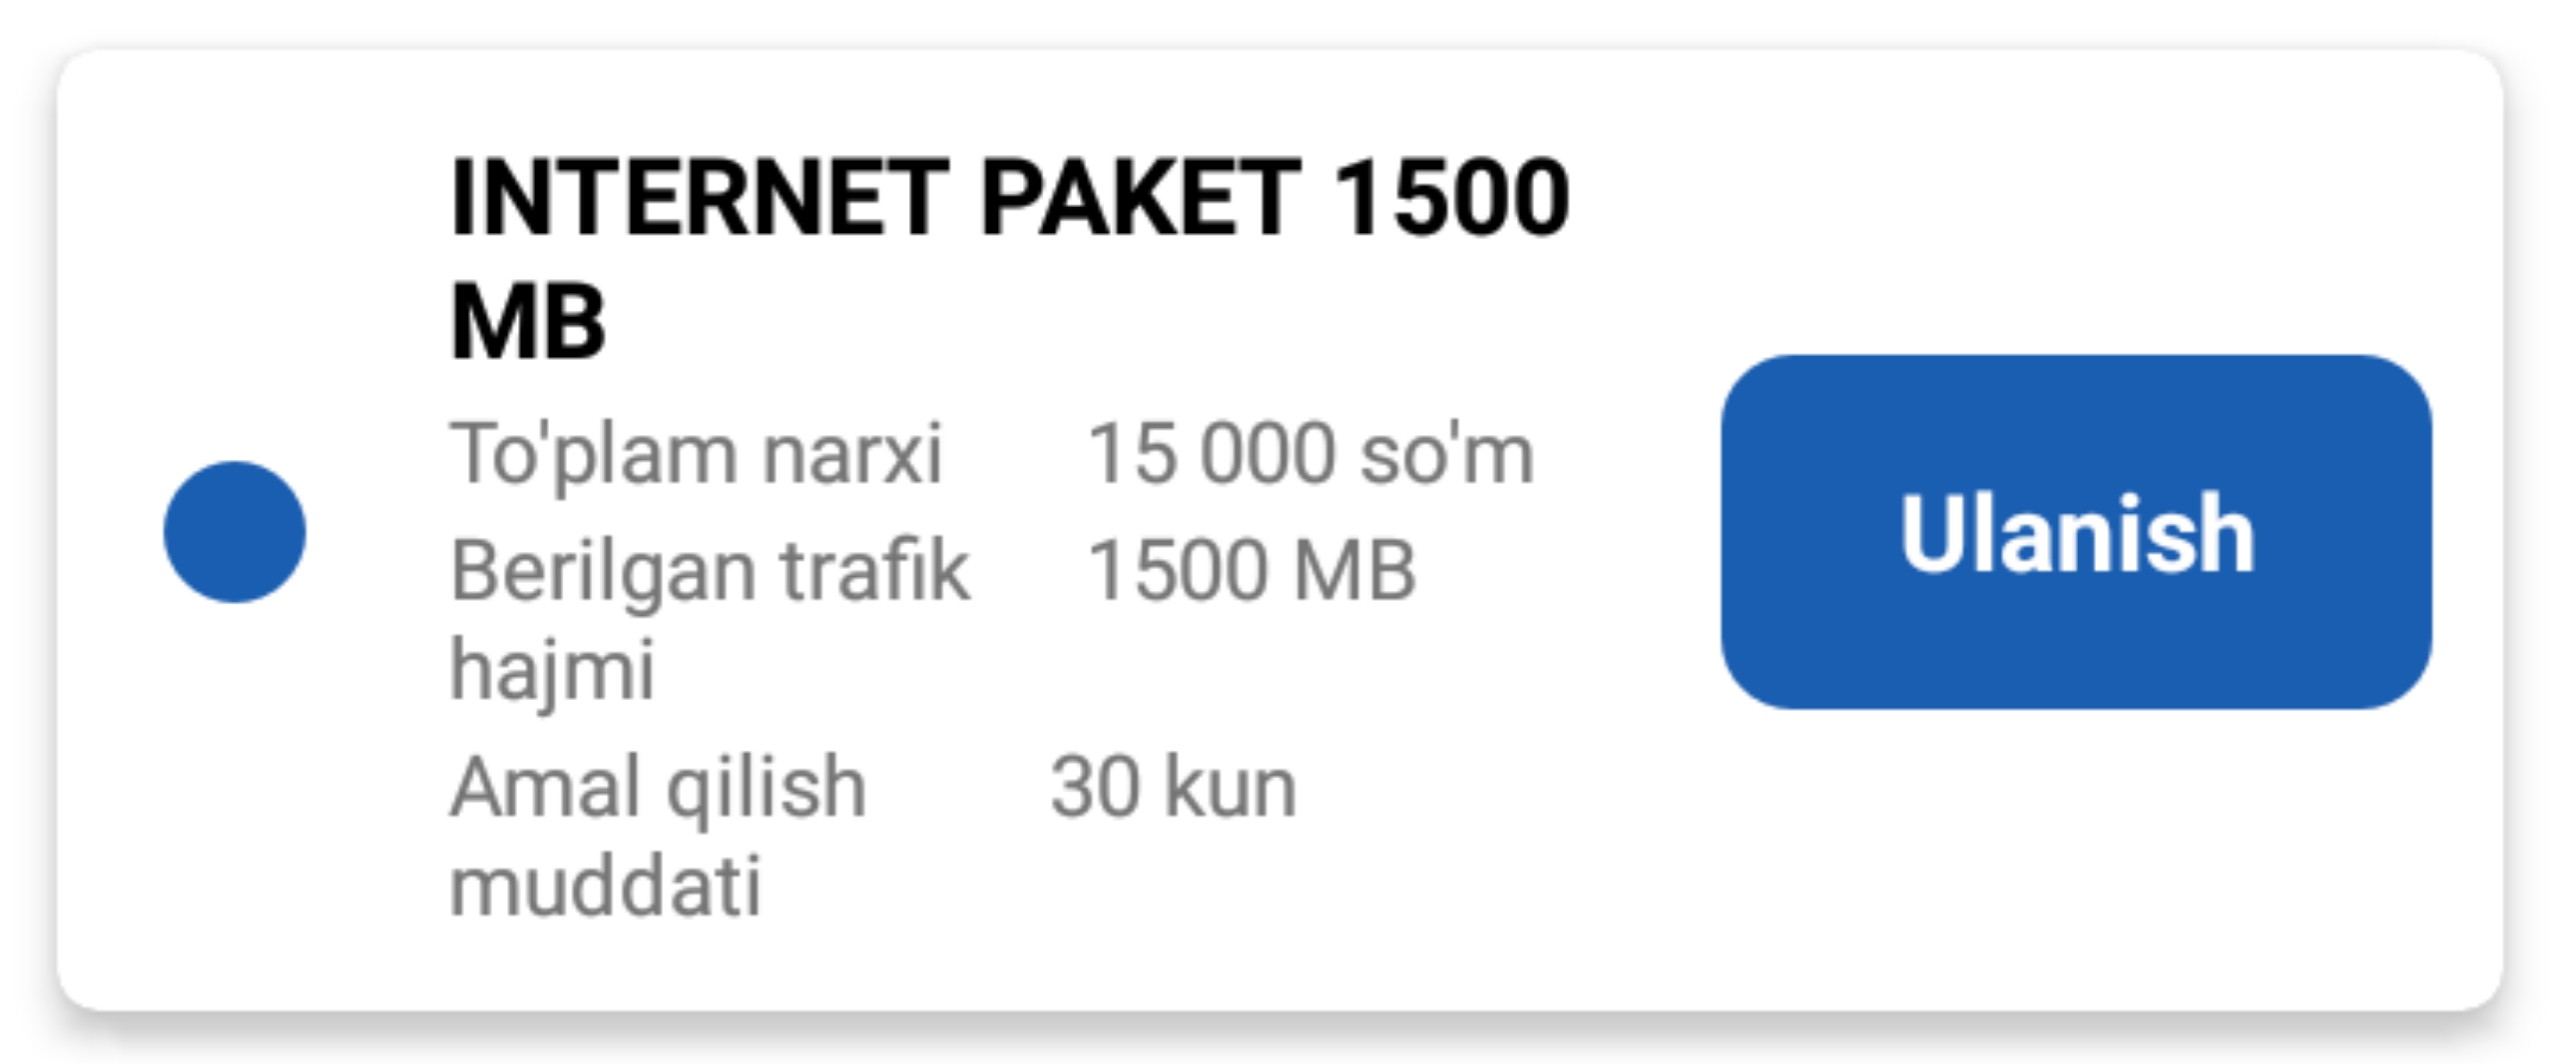 INTERNET PAKET 1500
MB
To'plam narxi 15 000 so'm
Berilgan trafik 1500 MB
hajmi
Amal qilish 30 kun
muddati
Ulanish